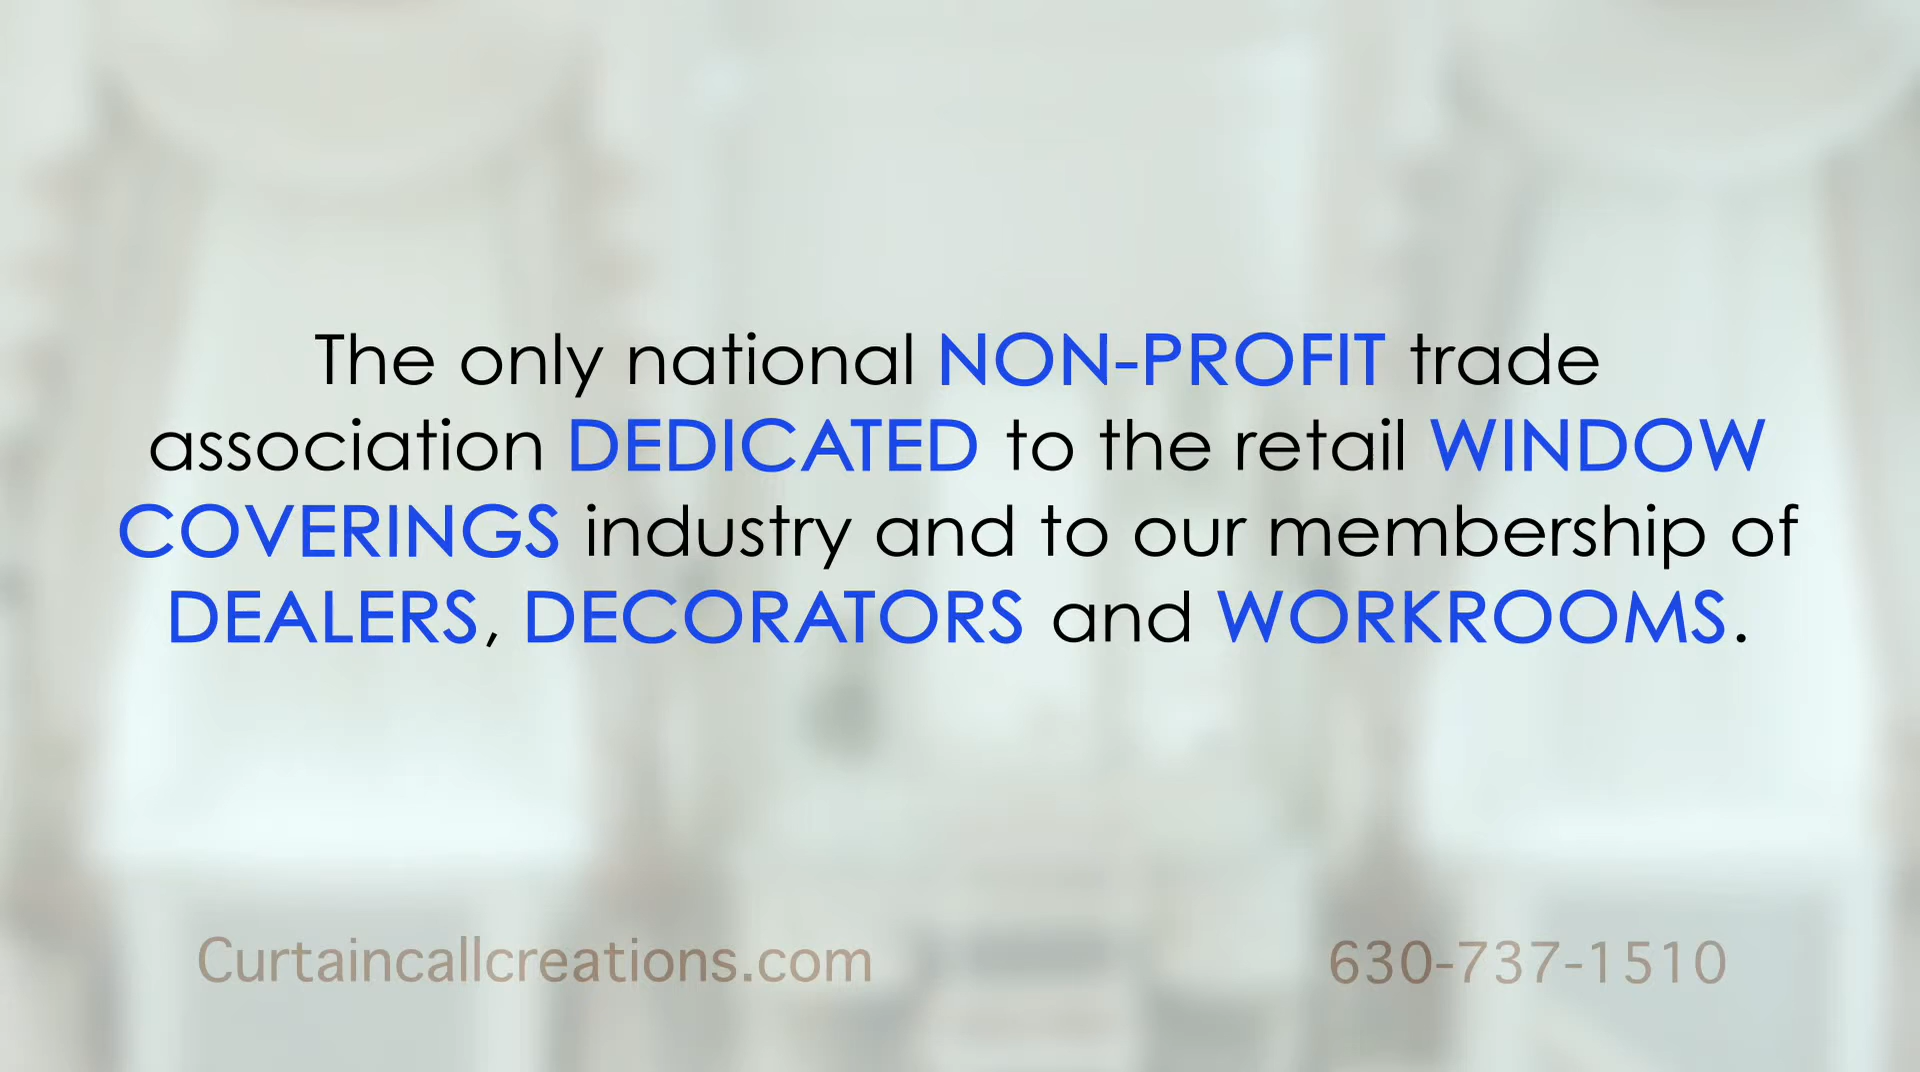 The only national NON-PROFIT trade
association DEDICATED to the retail WINDOW
COVERINGS industry and to our membership of
DEALERS, DECORATORS and WORKROOMS.
Curtaincallcreations.com
630-737-1510